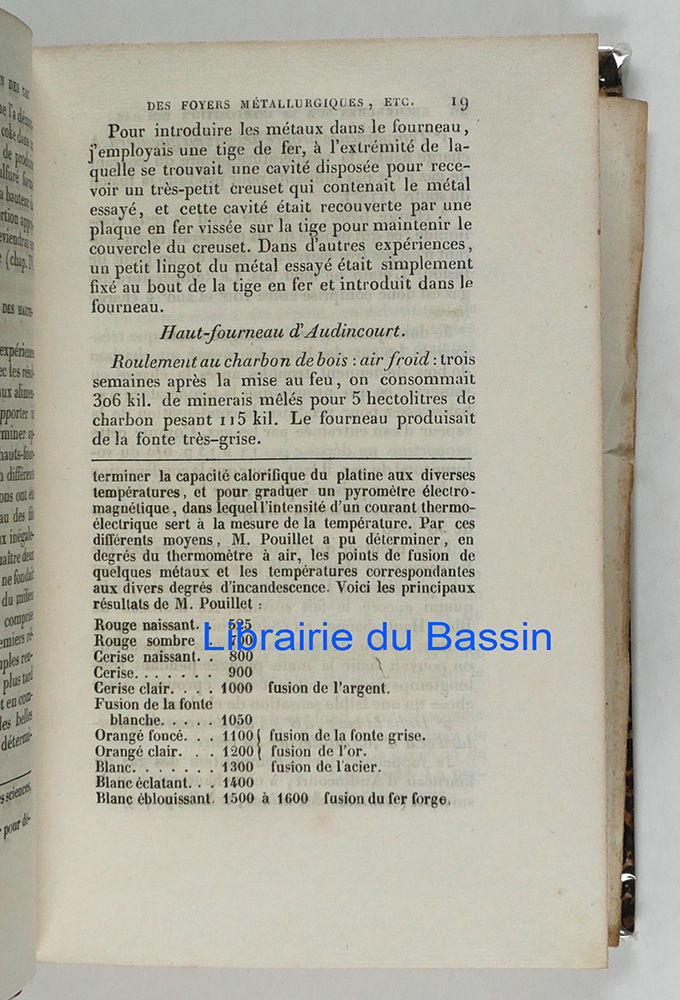 DES FOYERS MÉTALLURGIQUES, ETC. 19
Pour introduire les métaux dans le fourneau,
j'employais une tige de fer, à l'extrémité de la-
quelle se trouvait une cavité disposée pour rece-
voir un très-petit creuset qui contenait le métal
essayé, et cette cavité était recouverte par une
plaque en fer vissée sur la tige pour maintenir le
couvercle du creuset. Dans d'autres expériences,
un petit lingot du métal essayé était simplement
fixé au bout de la tige en fer et introduit dans le
fourneau.
Haut-fourneau d'Audincourt.
Roulement au charbon de bois : air froid : trois
semaines après la mise au feu, on consommait
306 kil. de minerais mêlés pour 5 hectolitres de
charbon pesant 115 kil. Le fourneau produisait
de la fonte très-grise.
terminer la capacité calorifique du platine aux diverses
températures, et pour graduer un pyromètre électro-
magnétique, dans lequel l'intensité d'un courant thermo-
électrique sert à la mesure de la température. Par ces
différents moyens, M. Pouillet a pu déterminer, en
degrés du thermomètre à air, les points de fusion de
quelques métaux et les températures correspondantes
aux divers degrés d'incandescence. Voici les principaux
résultats de M. Pouillet :
Rouge naissant. . 525
Rouge sombre . 700
Librairie du Bassin
Cerise naissant. . 800
Cerise. . . . . . . 900
Cerise clair. . . . 1000 fusion de l'argent.
Fusion de la fonte
blanche. . . . . 1050
Orangé foncé. . . 1100 { fusion de la fonte grise.
Orangé clair. . . 1200 { fusion de l'or.
Blanc. . . . . . . 1300 fusion de l'acier.
Blanc éclatant. . . 1400
Blanc éblouissant. 1500 à 1600 fusion du fer forgé.